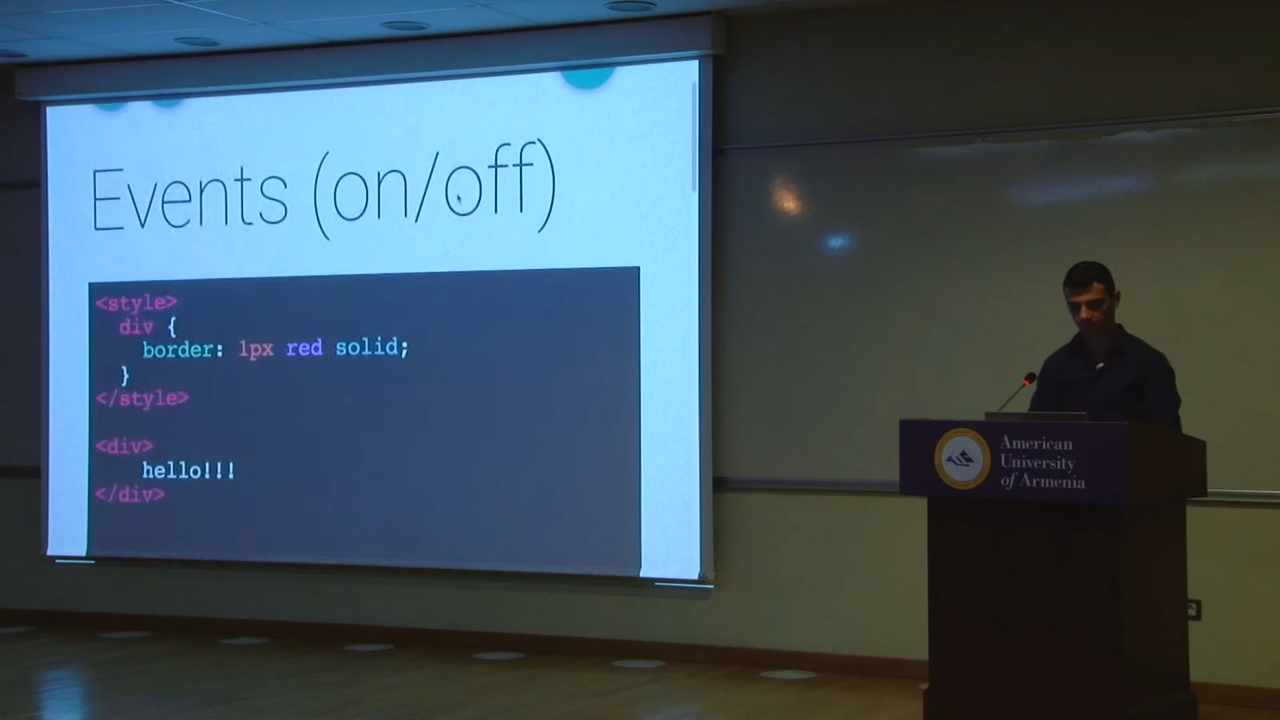 Events (on/off)
<style>
div {
border: 1px red solid;
}
</style>
<div>
hello!!!
</div>
American
University
of Armenia